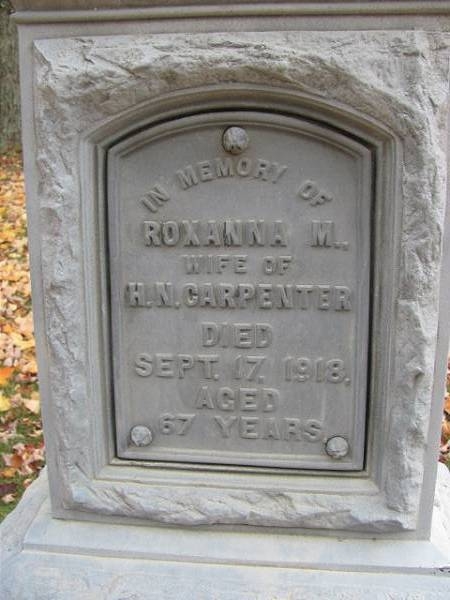 IN MEMORY OF
ROXANNA M.,
WIFE OF
H.N.CARPENTER
DIED
SEPT. 17, 1918.
AGED
67 YEARS.